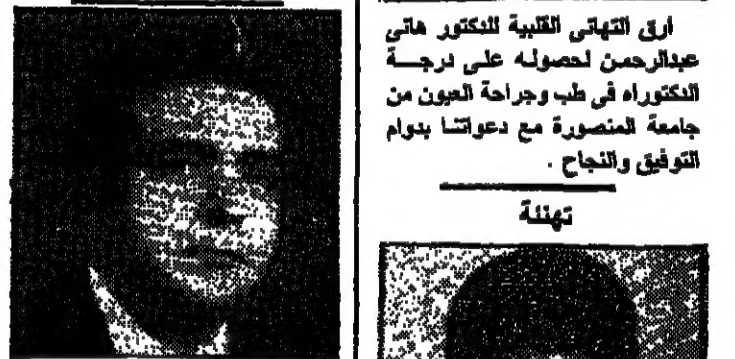 ارق التهانى القلبية للدكتور هانى
عبدالرحمن لحصوله على درجة
الدكتوراه فى طب وجراحة العيون من
جامعة المنصورة مع دعواتنا بدوام
التوفيق والنجاح .
تهنئة